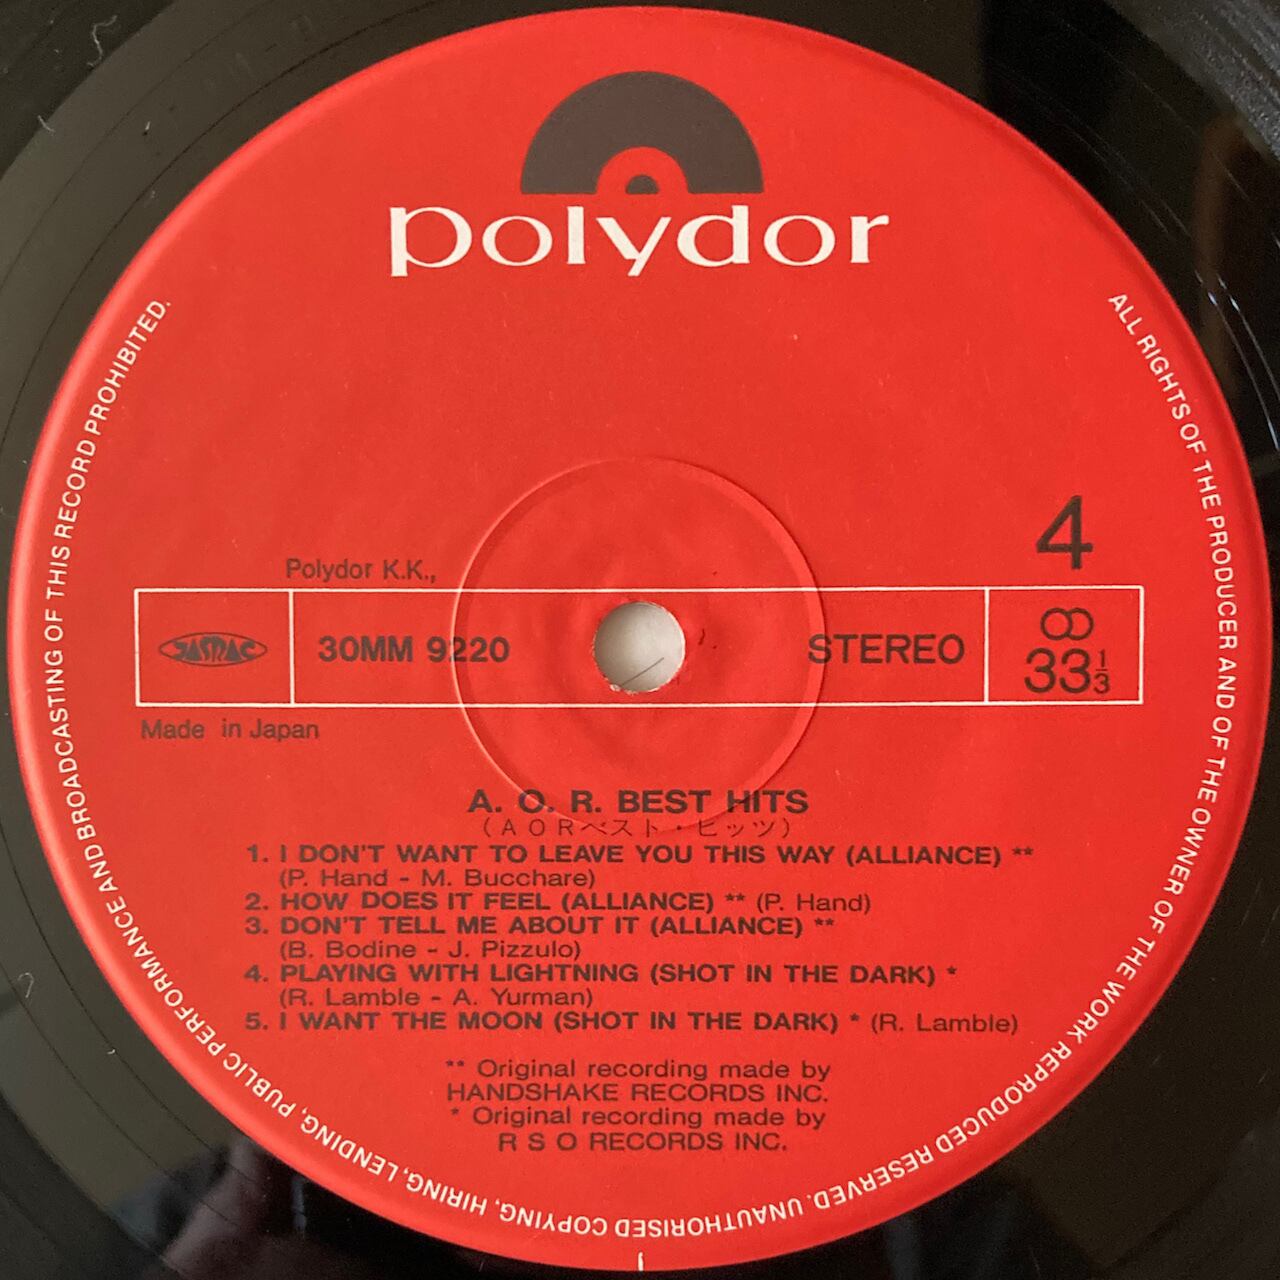 polydor
ALL RIGHTS OF THE PRODUCER AND OF THE OWNER OF THE WORK REPRODUCED RESERVED. UNAUTHORISED COPYING, HIRING, LENDING, PUBLIC PERFORMANCE AND BROADCASTING OF THIS RECORD PROHIBITED.
4
Polydor K.K.,
JASRAC
30MM 9220
STEREO
33 1/3
Made in Japan
A. O. R. BEST HITS
(AORベスト・ヒッツ)
1. I DON'T WANT TO LEAVE YOU THIS WAY (ALLIANCE) **
(P. Hand - M. Bucchare)
2. HOW DOES IT FEEL (ALLIANCE) ** (P. Hand)
3. DON'T TELL ME ABOUT IT (ALLIANCE) **
(B. Bodine - J. Pizzulo)
4. PLAYING WITH LIGHTNING (SHOT IN THE DARK) *
(R. Lamble - A. Yurman)
5. I WANT THE MOON (SHOT IN THE DARK) * (R. Lamble)
** Original recording made by
HANDSHAKE RECORDS INC.
* Original recording made by
R S O RECORDS INC.